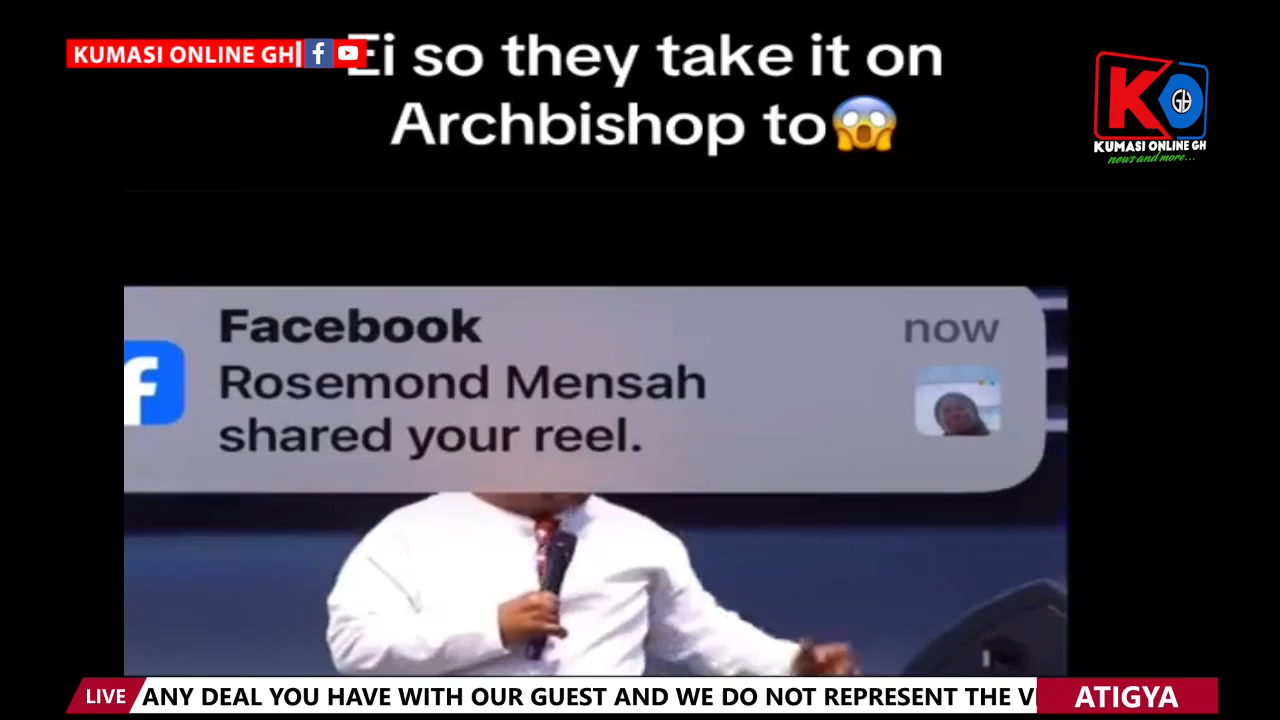 KUMASI ONLINE GH
Ei so they take it on
Archbishop to😱
KO
GH
KUMASI ONLINE GH
news and more...
Facebook
now
Rosemond Mensah
shared your reel.
LIVE
ANY DEAL YOU HAVE WITH OUR GUEST AND WE DO NOT REPRESENT THE
ATIGYA